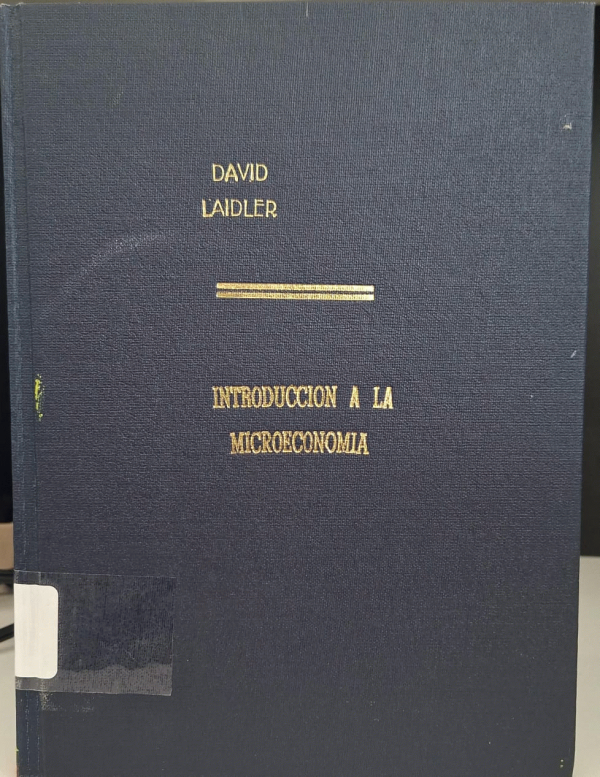 DAVID
LAIDLER
INTRODUCCION A LA
MICROECONOMIA